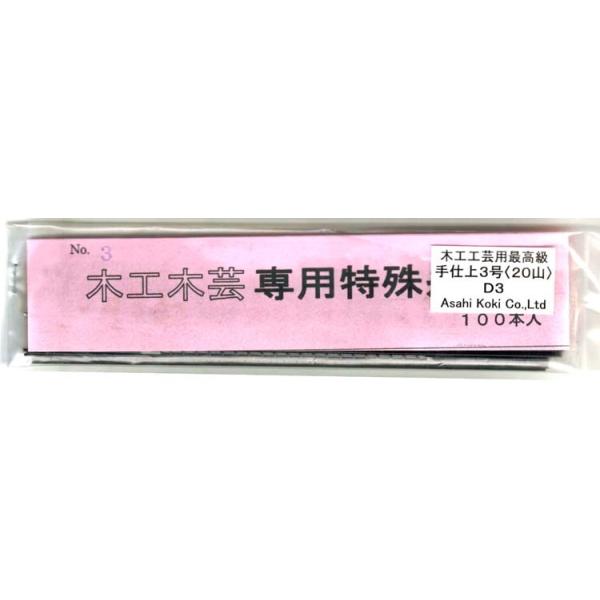 No. 3
木工木芸 専用特殊
木工工芸用最高級
手仕上3号〈20山〉
D3
Asahi Koki Co.,Ltd
100本人